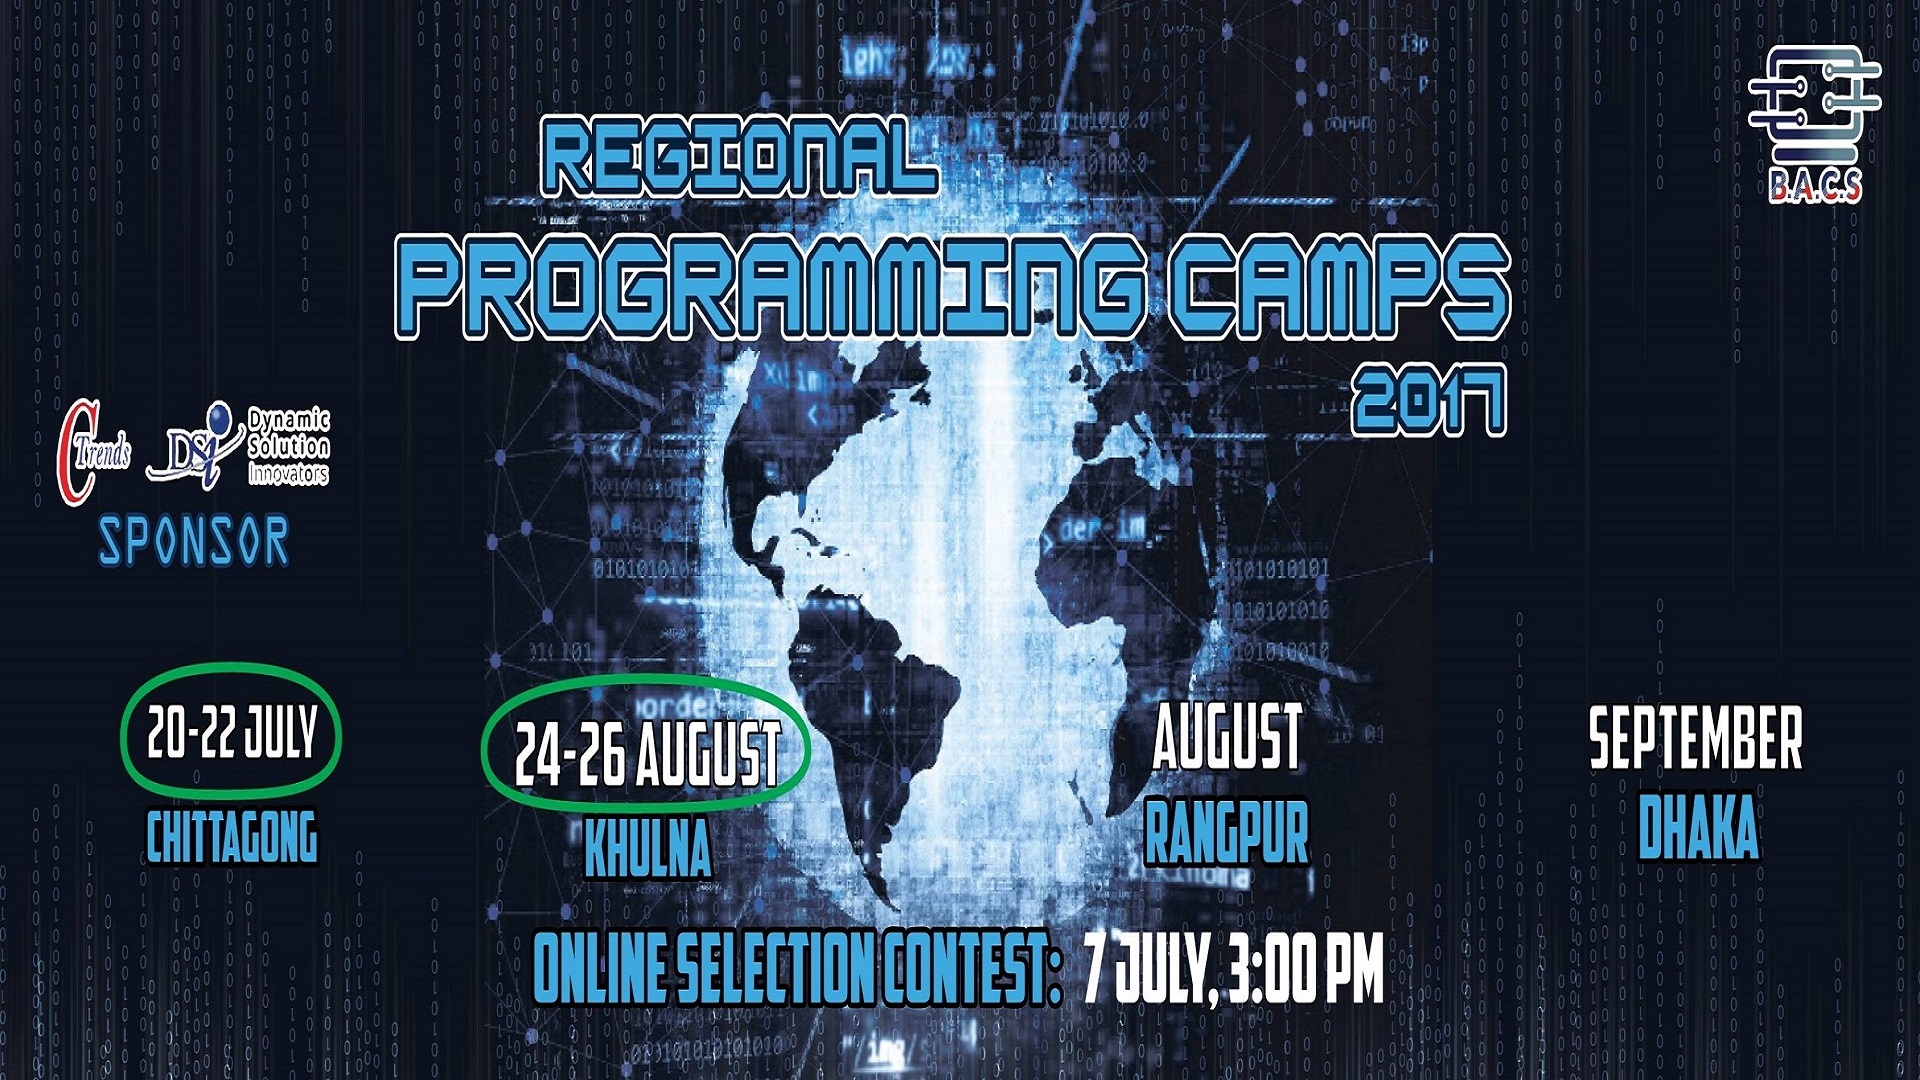 REGIONAL
PROGRAMMING CAMPS
2017
B.A.C.S
C Trends
DSi
Dynamic
Solution
Innovators
SPONSOR
20-22 JULY
CHITTAGONG
24-26 AUGUST
KHULNA
AUGUST
RANGPUR
SEPTEMBER
DHAKA
ONLINE SELECTION CONTEST: 7 JULY, 3:00 PM